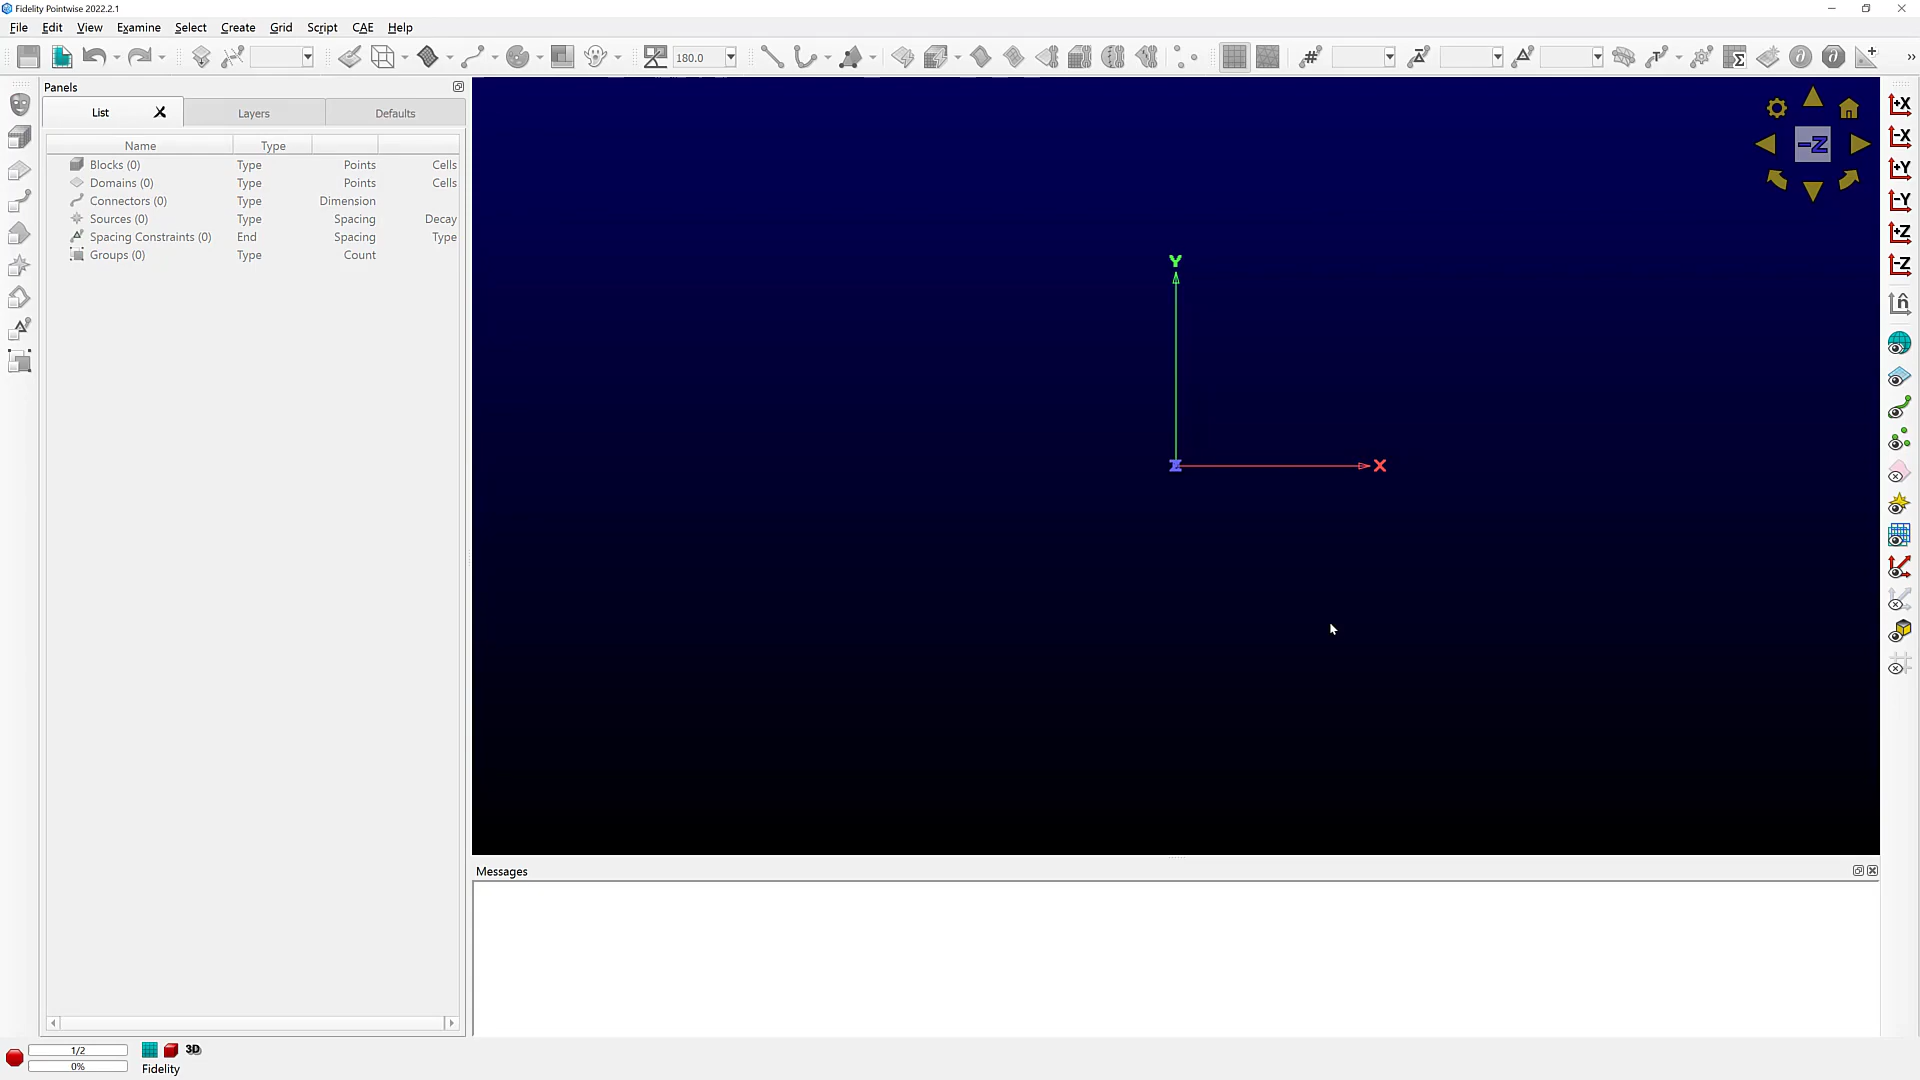 Fidelity Pointwise 2022.2.1
File Edit View Examine Select Create Grid Script CAE Help
180.0
Panels
List Layers Defaults
Name Type
Blocks (0) Type Points Cells
Domains (0) Type Points Cells
Connectors (0) Type Dimension
Sources (0) Type Spacing Decay
Spacing Constraints (0) End Spacing Type
Groups (0) Type Count
-Z
Y
Z
X
+X
-X
+Y
-Y
+Z
-Z
n̂
Messages
1/2
0%
3D
Fidelity